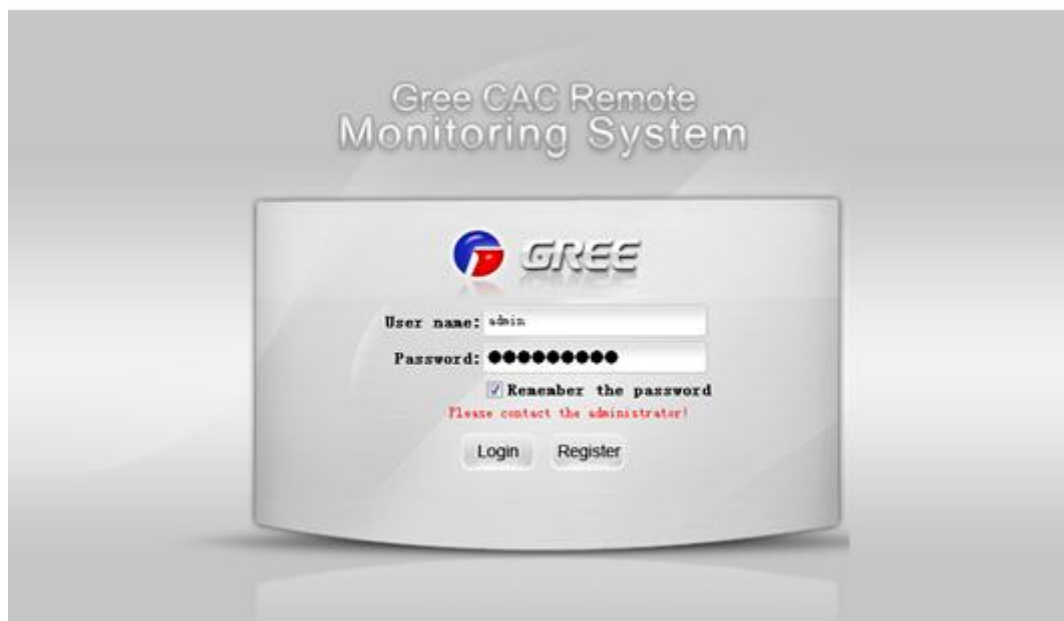 Gree CAC Remote
Monitoring System
GREE
User name: admin
Password: ●●●●●●●●●
Remember the password
Please contact the administrator!
Login Register